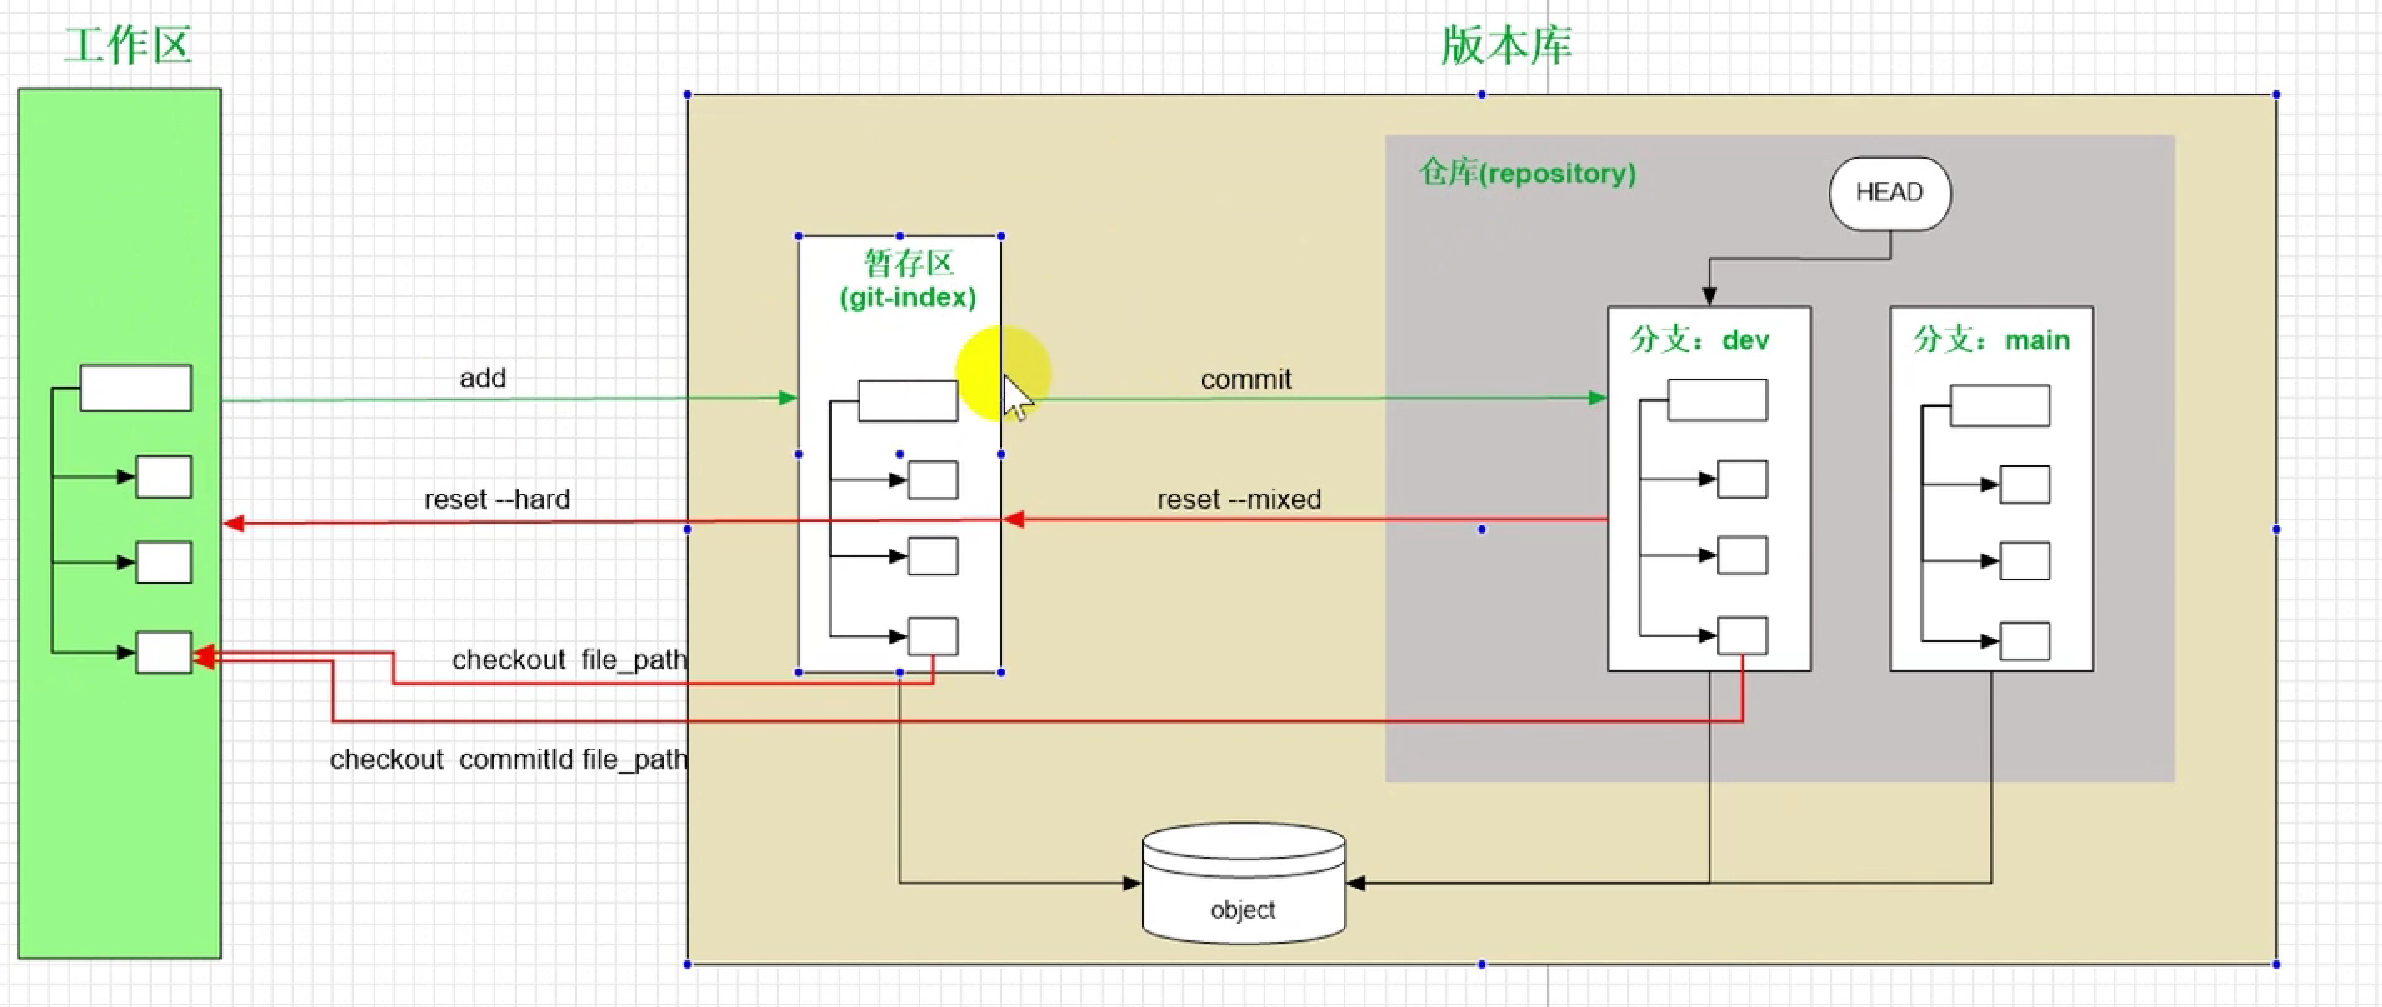 工作区
版本库
仓库(repository)
HEAD
暂存区
(git-index)
分支：dev
分支：main
add
commit
reset --hard
reset --mixed
checkout file_path
checkout commitId file_path
object